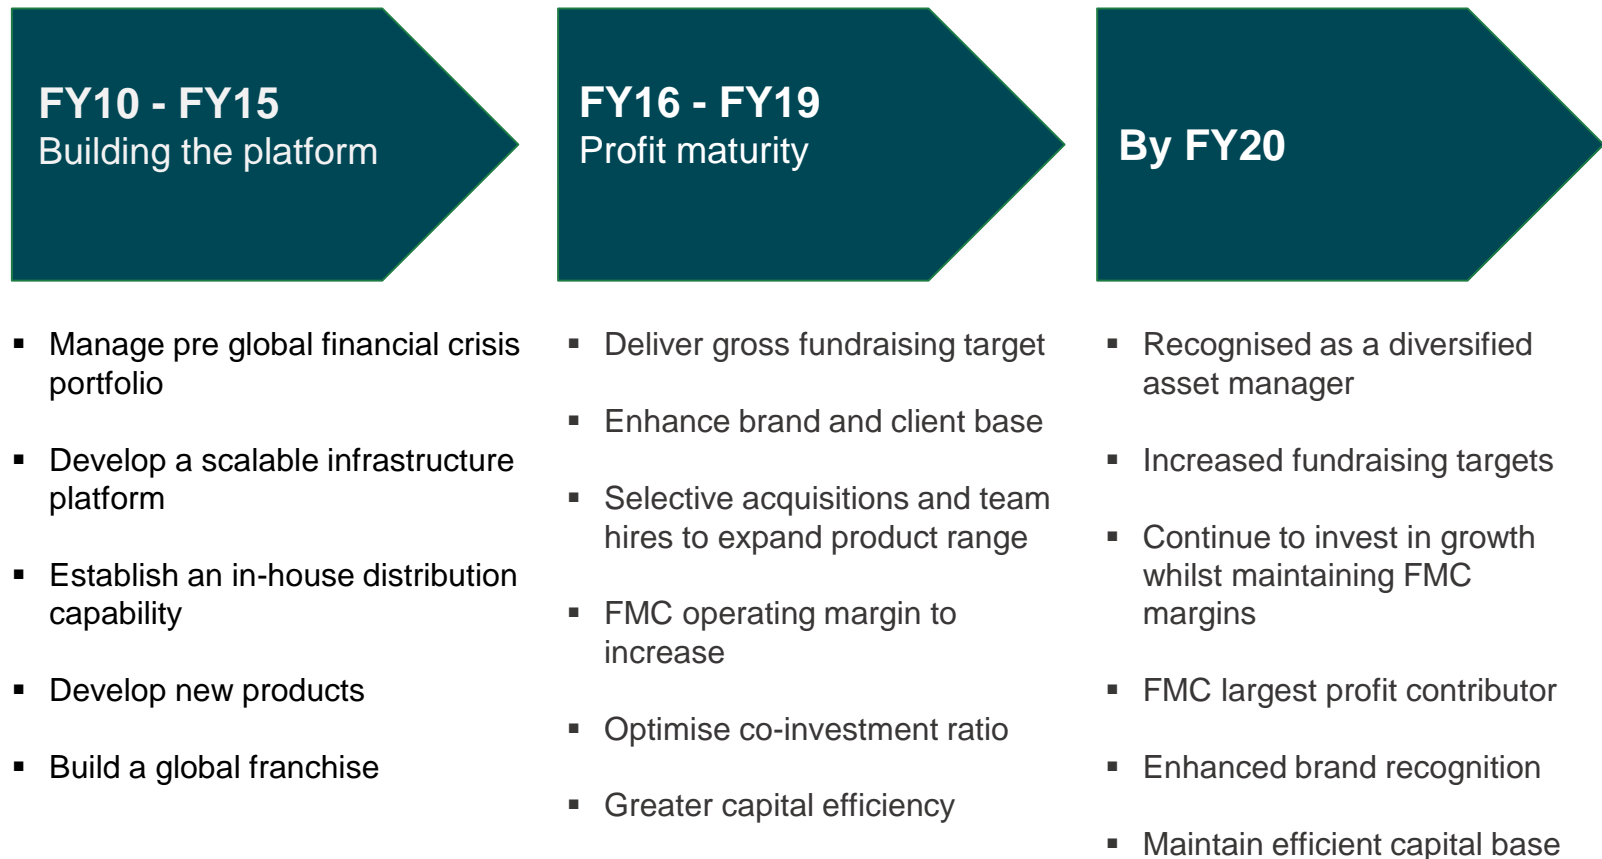 FY10 - FY15
Building the platform
▪ Manage pre global financial crisis
portfolio
▪ Develop a scalable infrastructure
platform
▪ Establish an in-house distribution
capability
▪ Develop new products
▪ Build a global franchise
FY16 - FY19
Profit maturity
▪ Deliver gross fundraising target
▪ Enhance brand and client base
▪ Selective acquisitions and team
hires to expand product range
▪ FMC operating margin to
increase
▪ Optimise co-investment ratio
▪ Greater capital efficiency
By FY20
▪ Recognised as a diversified
asset manager
▪ Increased fundraising targets
▪ Continue to invest in growth
whilst maintaining FMC
margins
▪ FMC largest profit contributor
▪ Enhanced brand recognition
▪ Maintain efficient capital base